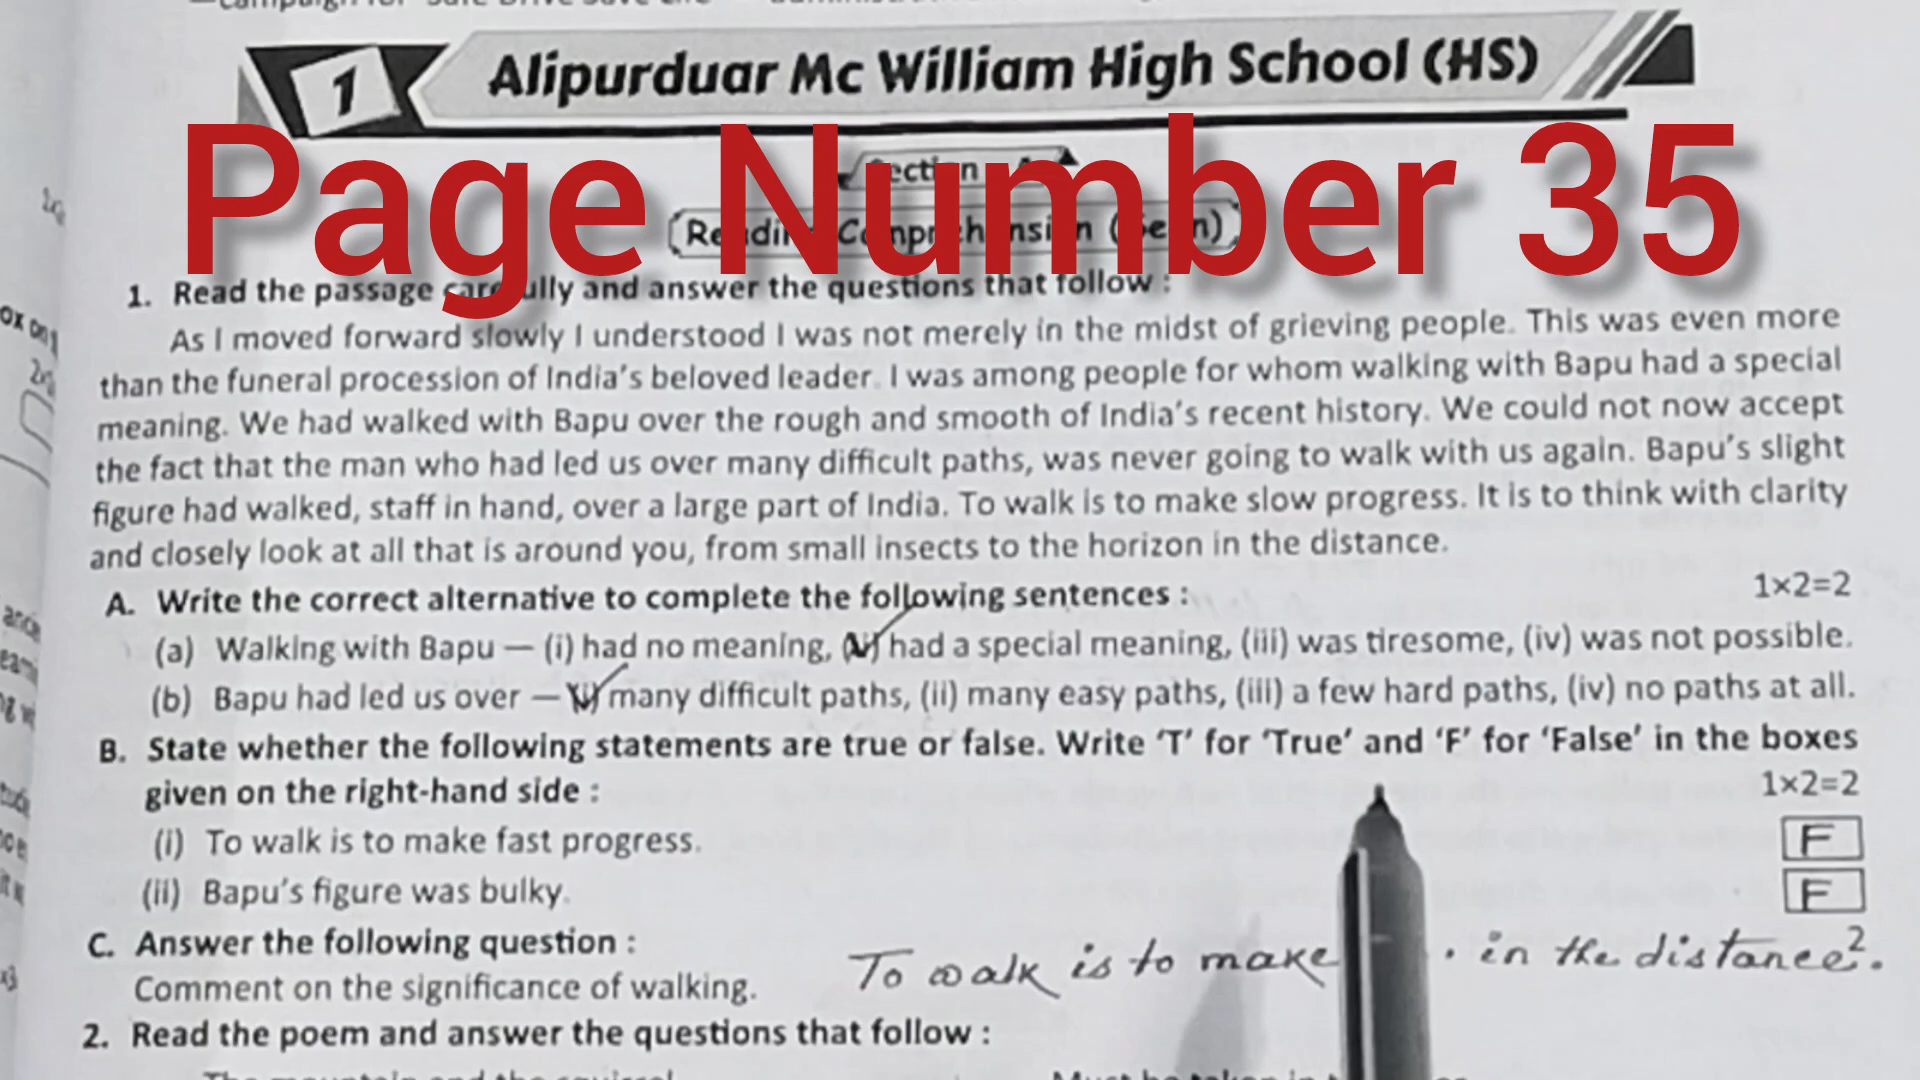 1 Alipurduar Mc William High School (HS)
Page Number 35
Section
Reading Comprehension (Seen)
1. Read the passage carefully and answer the questions that follow :
As I moved forward slowly I understood I was not merely in the midst of grieving people. This was even more
than the funeral procession of India's beloved leader. I was among people for whom walking with Bapu had a special
meaning. We had walked with Bapu over the rough and smooth of India's recent history. We could not now accept
the fact that the man who had led us over many difficult paths, was never going to walk with us again. Bapu's slight
figure had walked, staff in hand, over a large part of India. To walk is to make slow progress. It is to think with clarity
and closely look at all that is around you, from small insects to the horizon in the distance.
A. Write the correct alternative to complete the following sentences : 1×2=2
(a) Walking with Bapu — (i) had no meaning, (ii) had a special meaning, (iii) was tiresome, (iv) was not possible.
(b) Bapu had led us over — (i) many difficult paths, (ii) many easy paths, (iii) a few hard paths, (iv) no paths at all.
B. State whether the following statements are true or false. Write 'T' for 'True' and 'F' for 'False' in the boxes
given on the right-hand side : 1×2=2
(i) To walk is to make fast progress. F
(ii) Bapu's figure was bulky. F
C. Answer the following question : 2
Comment on the significance of walking. To walk is to make . in the distance.
2. Read the poem and answer the questions that follow :